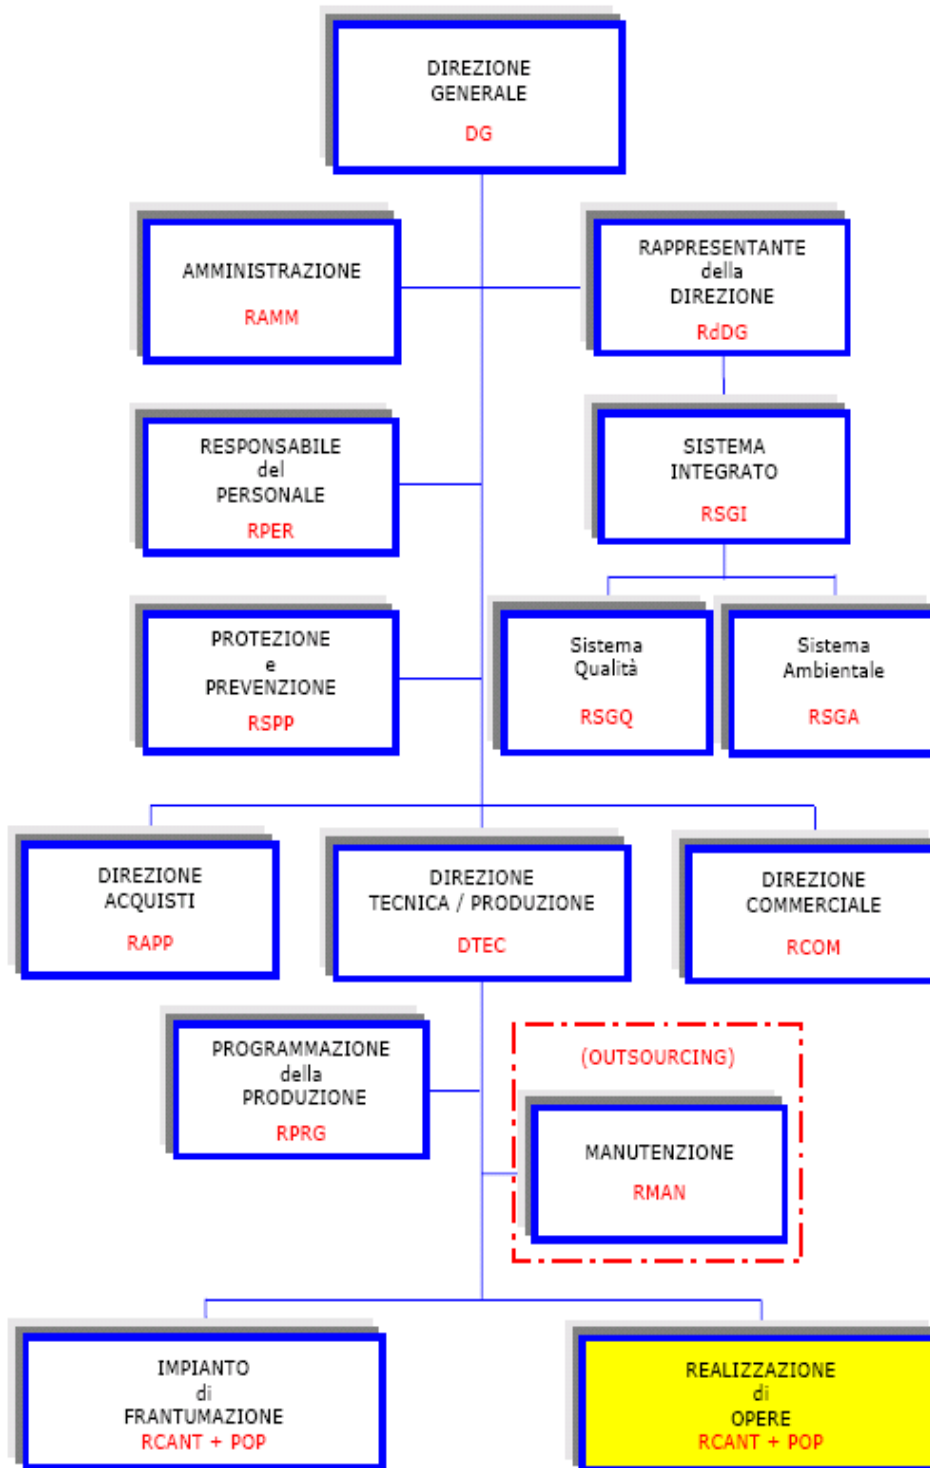 DIREZIONE
GENERALE
DG
AMMINISTRAZIONE
RAMM
RAPPRESENTANTE
della
DIREZIONE
RdDG
RESPONSABILE
del
PERSONALE
RPER
SISTEMA
INTEGRATO
RSGI
PROTEZIONE
e
PREVENZIONE
RSPP
Sistema
Qualità
RSGQ
Sistema
Ambientale
RSGA
DIREZIONE
ACQUISTI
RAPP
DIREZIONE
TECNICA / PRODUZIONE
DTEC
DIREZIONE
COMMERCIALE
RCOM
PROGRAMMAZIONE
della
PRODUZIONE
RPRG
(OUTSOURCING)
MANUTENZIONE
RMAN
IMPIANTO
di
FRANTUMAZIONE
RCANT + POP
REALIZZAZIONE
di
OPERE
RCANT + POP